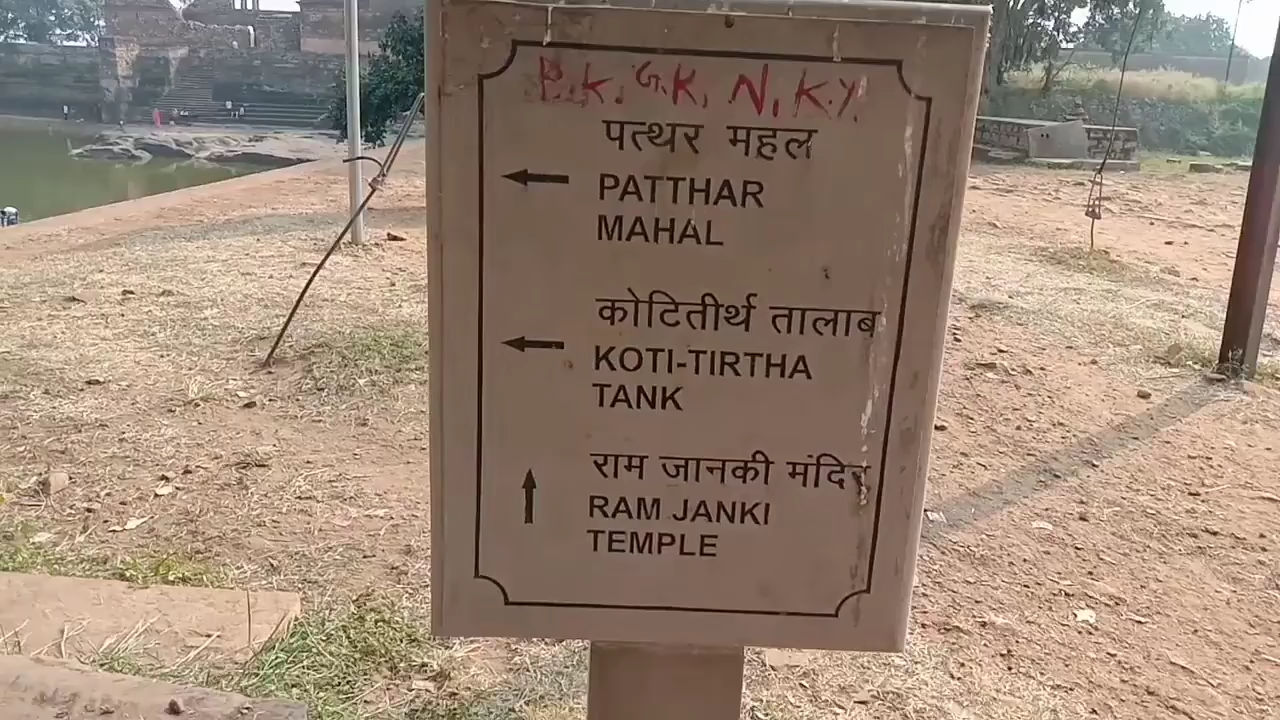 P.K. G.K. N.K.Y
पत्थर महल
PATTHAR
MAHAL
कोटितीर्थ तालाब
KOTI-TIRTHA
TANK
राम जानकी मंदिर
RAM JANKI
TEMPLE